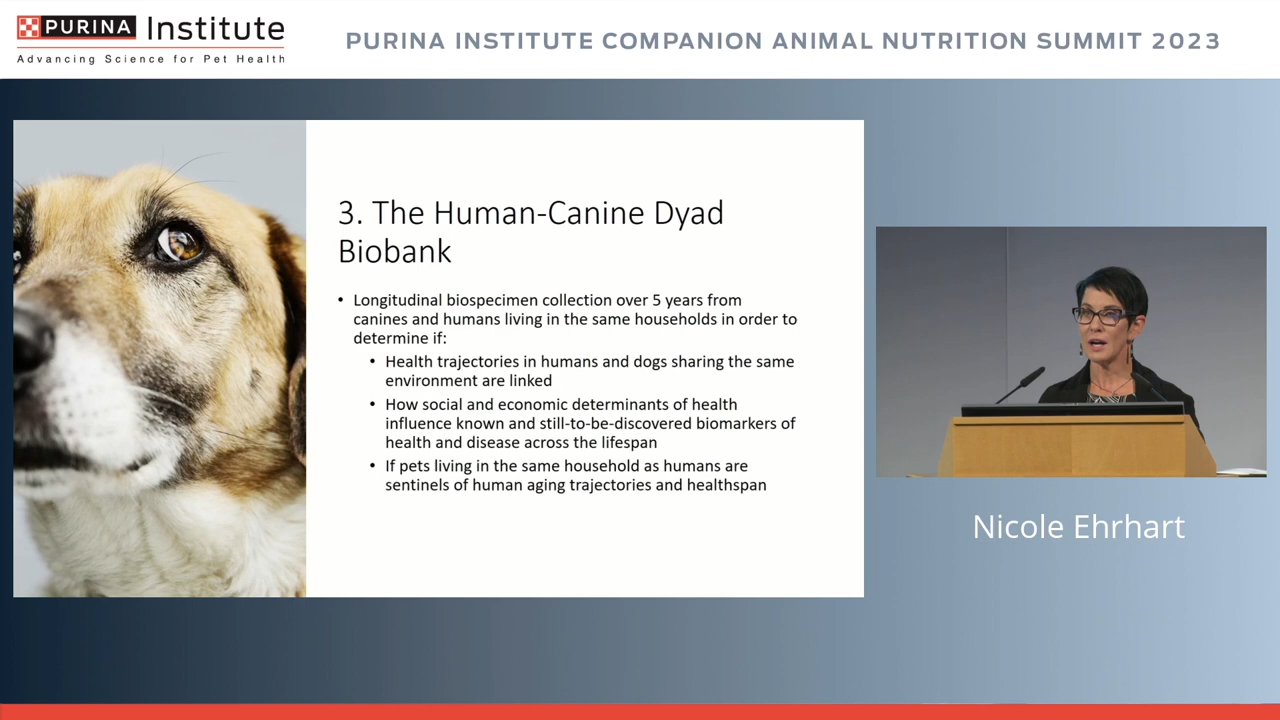 PURINA Institute
Advancing Science for Pet Health
PURINA INSTITUTE COMPANION ANIMAL NUTRITION SUMMIT 2023
3. The Human-Canine Dyad
Biobank
• Longitudinal biospecimen collection over 5 years from
canines and humans living in the same households in order to
determine if:
• Health trajectories in humans and dogs sharing the same
environment are linked
• How social and economic determinants of health
influence known and still-to-be-discovered biomarkers of
health and disease across the lifespan
• If pets living in the same household as humans are
sentinels of human aging trajectories and healthspan
Nicole Ehrhart